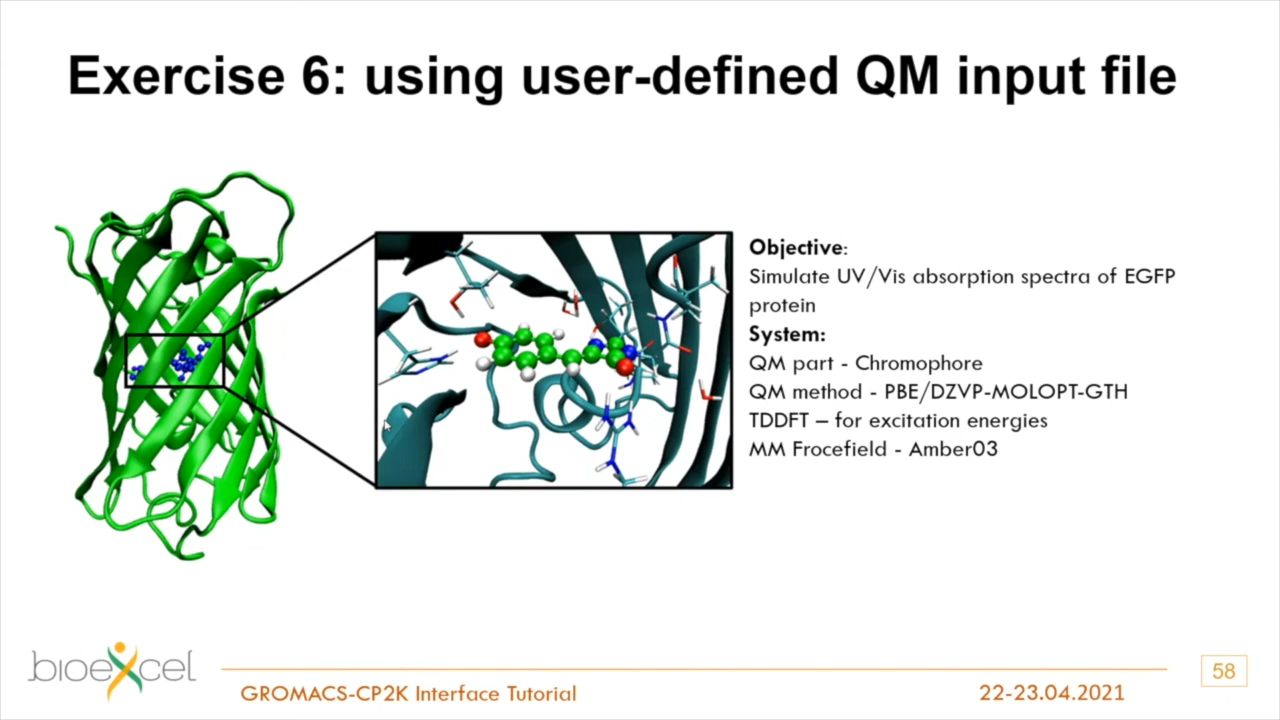 Exercise 6: using user-defined QM input file
Objective:
Simulate UV/Vis absorption spectra of EGFP
protein
System:
QM part - Chromophore
QM method - PBE/DZVP-MOLOPT-GTH
TDDFT – for excitation energies
MM Frocefield - Amber03
bioexcel
GROMACS-CP2K Interface Tutorial
22-23.04.2021
58